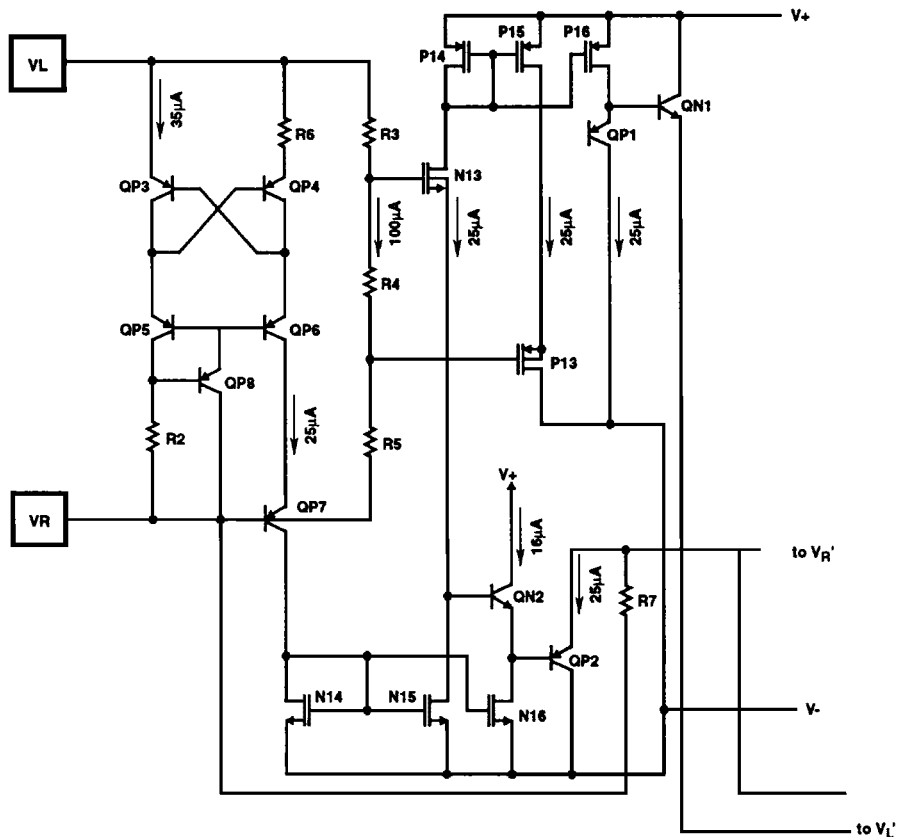 V+
P15
P14
P16
VL
QN1
35μA
R6
R3
QP1
QP3
QP4
N13
100μA
25μA
25μA
25μA
R4
QP5
QP6
P13
QP8
R2
25μA
R5
V+
QP7
VR
16μA
to VR'
25μA
R7
QN2
QP2
N14
N15
N16
V-
to VL'